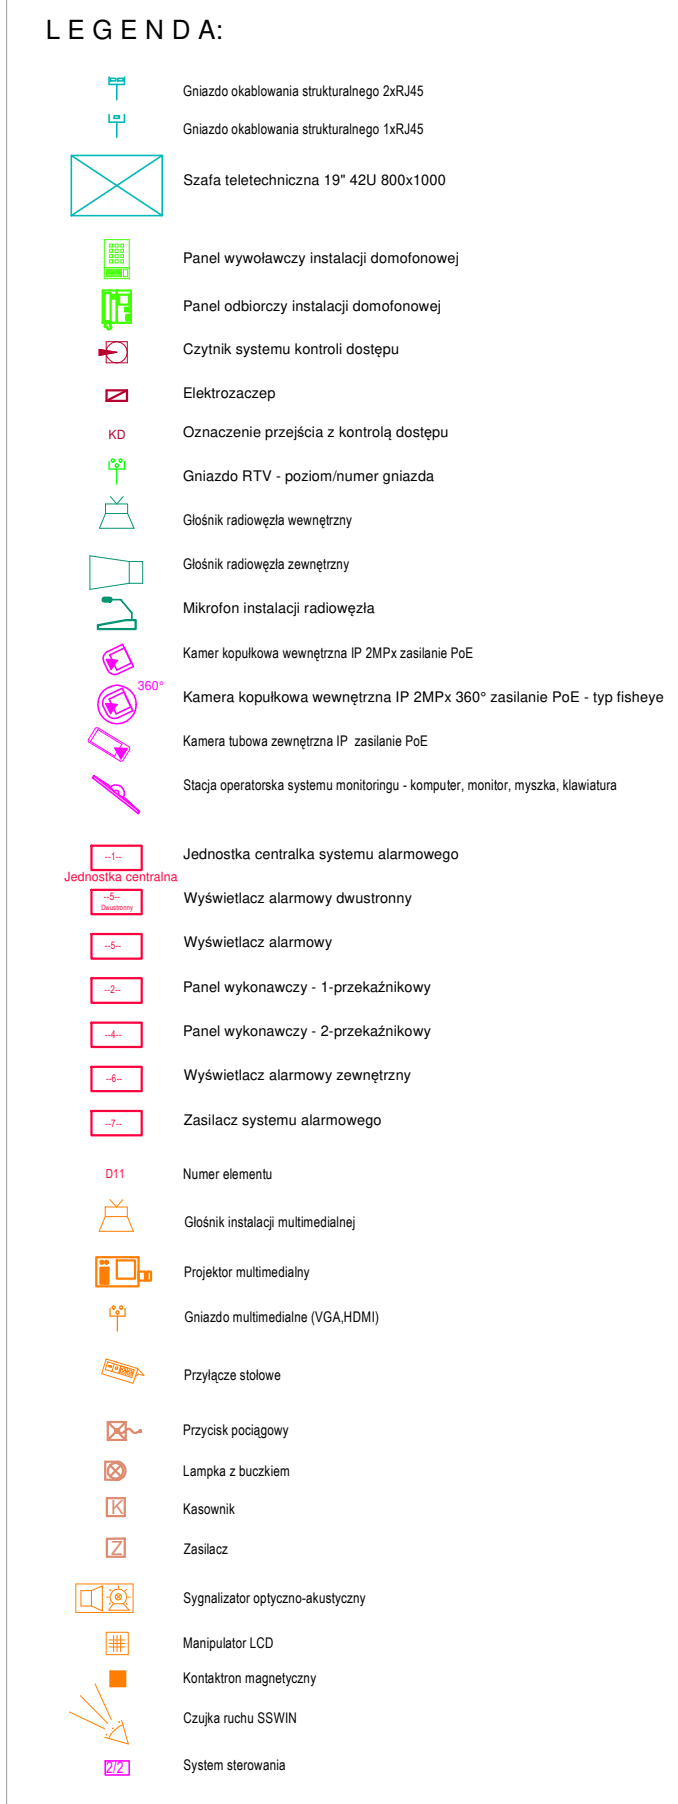 LEGENDA:
Gniazdo okablowania strukturalnego 2xRJ45
Gniazdo okablowania strukturalnego 1xRJ45
Szafa teletechniczna 19" 42U 800x1000
Panel wywoławczy instalacji domofonowej
Panel odbiorczy instalacji domofonowej
Czytnik systemu kontroli dostępu
Elektrozaczep
KD Oznaczenie przejścia z kontrolą dostępu
Gniazdo RTV - poziom/numer gniazda
Głośnik radiowęzła wewnętrzny
Głośnik radiowęzła zewnętrzny
Mikrofon instalacji radiowęzła
Kamer kopułkowa wewnętrzna IP 2MPx zasilanie PoE
360° Kamera kopułkowa wewnętrzna IP 2MPx 360° zasilanie PoE - typ fisheye
Kamera tubowa zewnętrzna IP zasilanie PoE
Stacja operatorska systemu monitoringu - komputer, monitor, myszka, klawiatura
--1-- Jednostka centralka systemu alarmowego
Jednostka centralna
--5-- Wyświetlacz alarmowy dwustronny
Dwustronny
--5-- Wyświetlacz alarmowy
--2-- Panel wykonawczy - 1-przekaźnikowy
--4-- Panel wykonawczy - 2-przekaźnikowy
--6-- Wyświetlacz alarmowy zewnętrzny
--7-- Zasilacz systemu alarmowego
D11 Numer elementu
Głośnik instalacji multimedialnej
Projektor multimedialny
Gniazdo multimedialne (VGA,HDMI)
Przyłącze stołowe
Przycisk pociągowy
Lampka z buczkiem
K Kasownik
Z Zasilacz
Sygnalizator optyczno-akustyczny
Manipulator LCD
Kontaktron magnetyczny
Czujka ruchu SSWIN
2/2 System sterowania